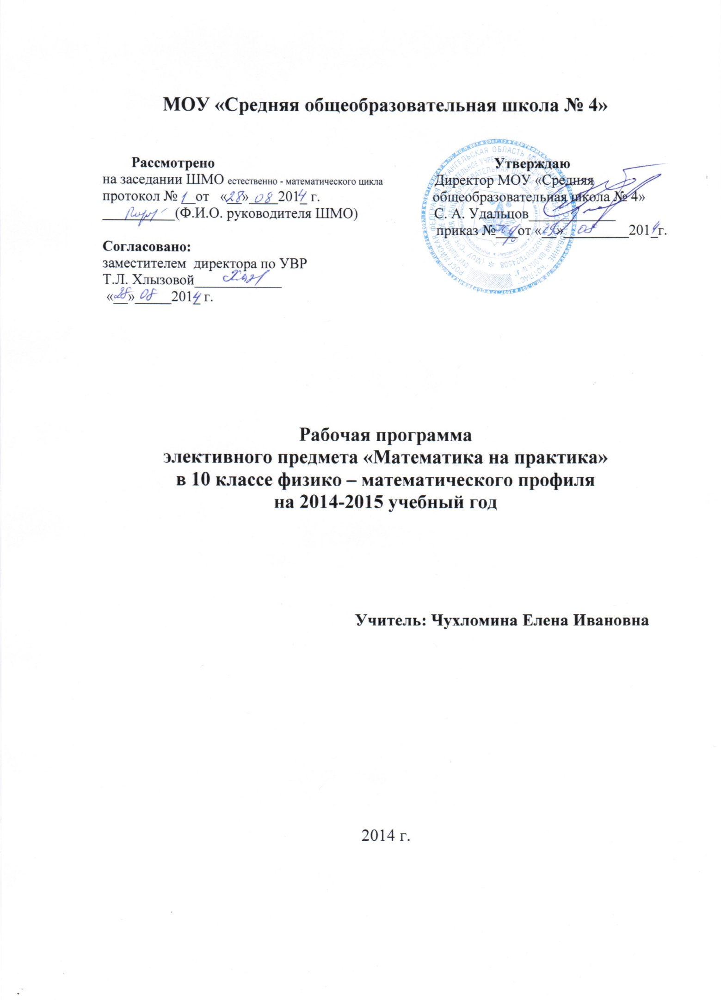 МОУ «Средняя общеобразовательная школа № 4»
Рассмотрено
на заседании ШМО естественно - математического цикла
протокол № 1 от «28» 08 2014 г.
(Ф.И.О. руководителя ШМО)
Согласовано:
заместителем директора по УВР
Т.Л. Хлызовой
«28» 08 2014 г.
Утверждаю
Директор МОУ «Средняя
общеобразовательная школа № 4»
С. А. Удальцов
приказ № от «29» 08 2014 г.
Рабочая программа
элективного предмета «Математика на практика»
в 10 классе физико – математического профиля
на 2014-2015 учебный год
Учитель: Чухломина Елена Ивановна
2014 г.